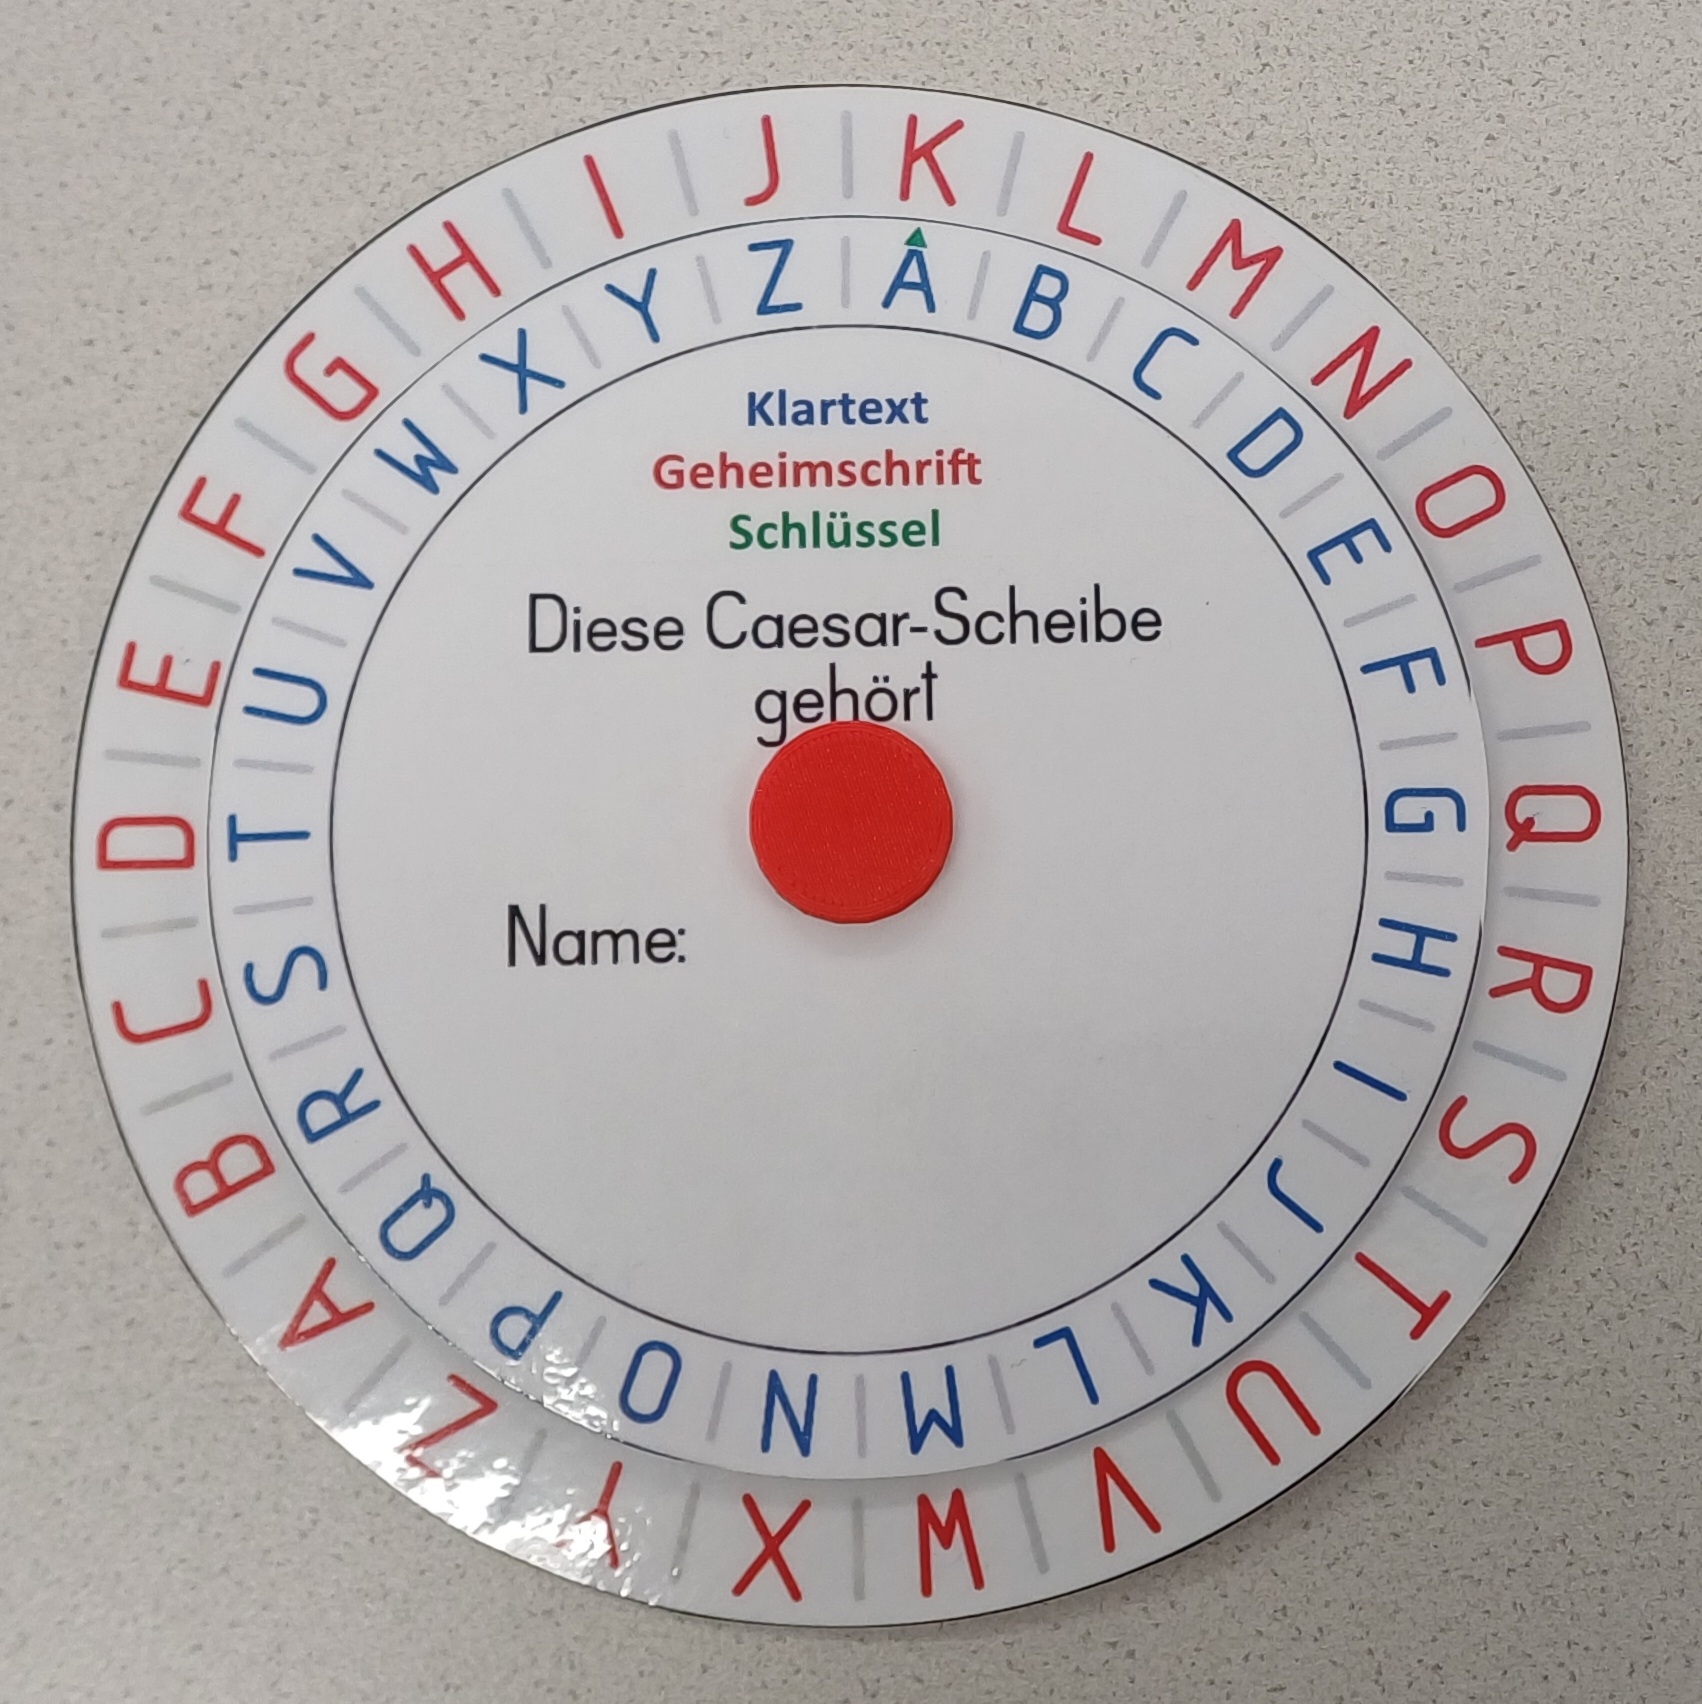 J K L M N O P Q R S T U V W X Y Z A B C D E F G H I
Z A B C D E F G H I J K L M N O P Q R S T U V W X Y
Klartext
Geheimschrift
Schlüssel
Diese Caesar-Scheibe
gehört
Name: